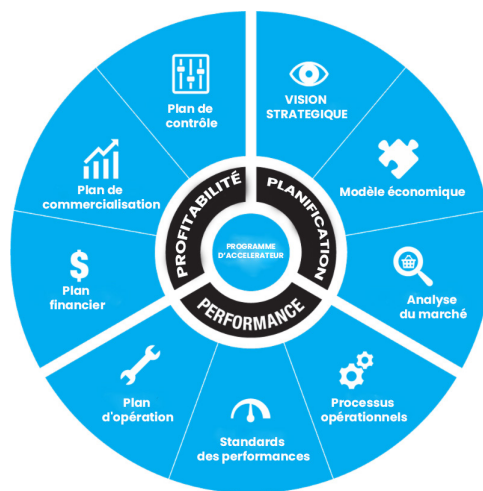 Plan de
contrôle
VISION
STRATEGIQUE
Plan de
commercialisation
Modèle économique
PROFITABILITÉ
PLANIFICATION
PROGRAMME
D'ACCELERATEUR
$
Plan
financier
Analyse
du marché
PERFORMANCE
Plan
d'opération
Processus
opérationnels
Standards
des performances